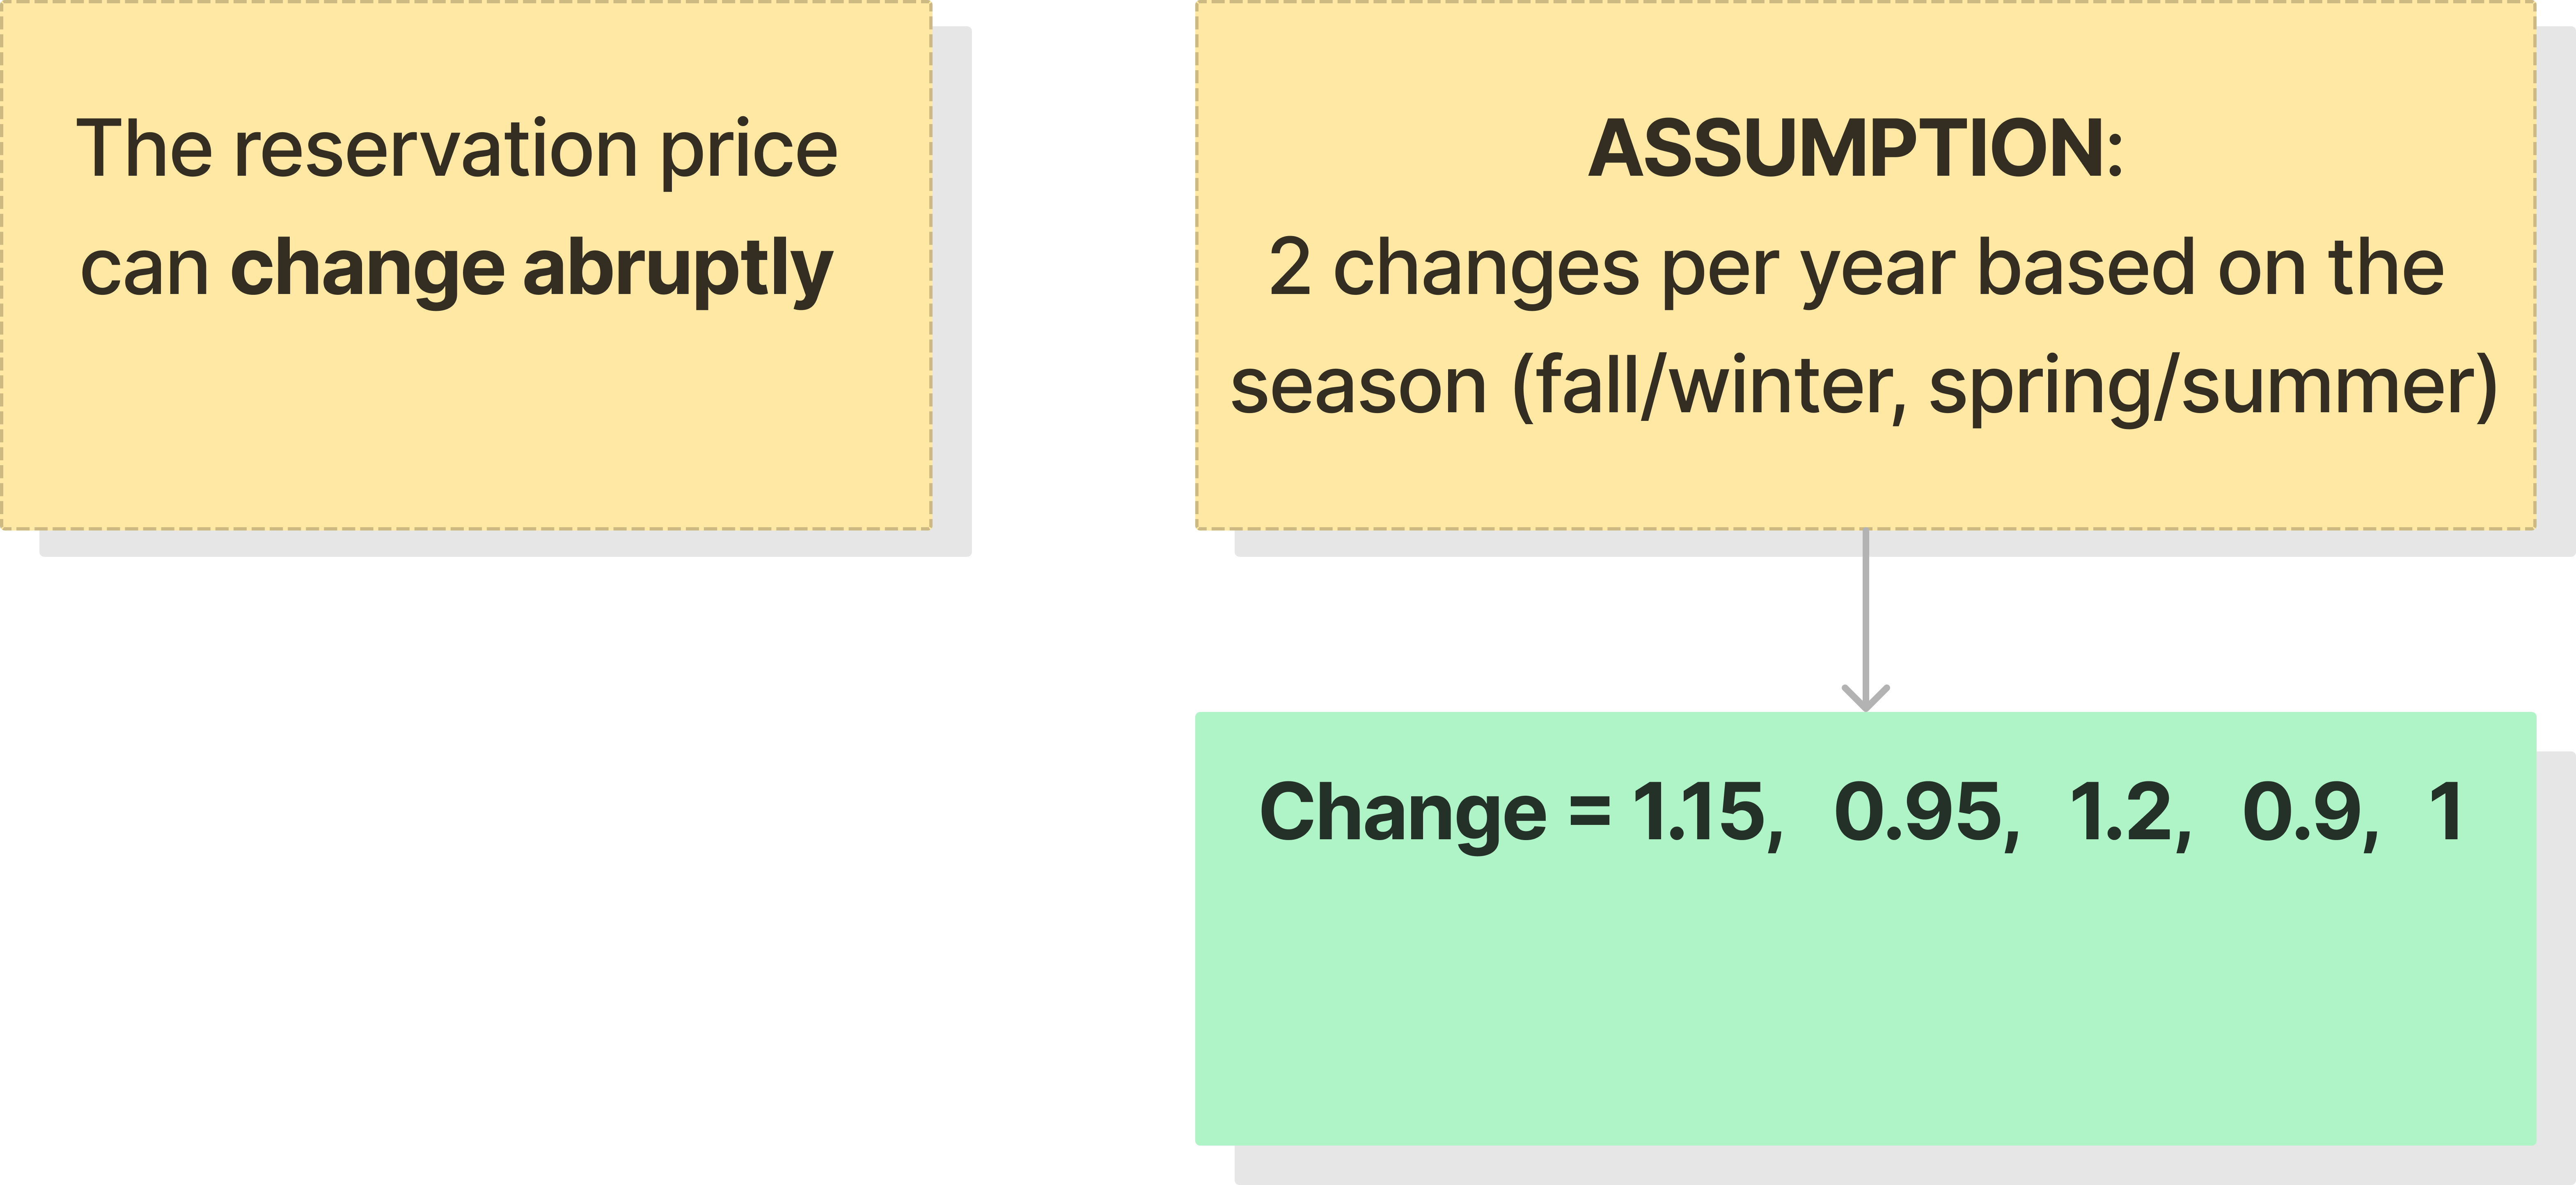 The reservation price
can change abruptly
ASSUMPTION:
2 changes per year based on the
season (fall/winter, spring/summer)
Change = 1.15, 0.95, 1.2, 0.9, 1